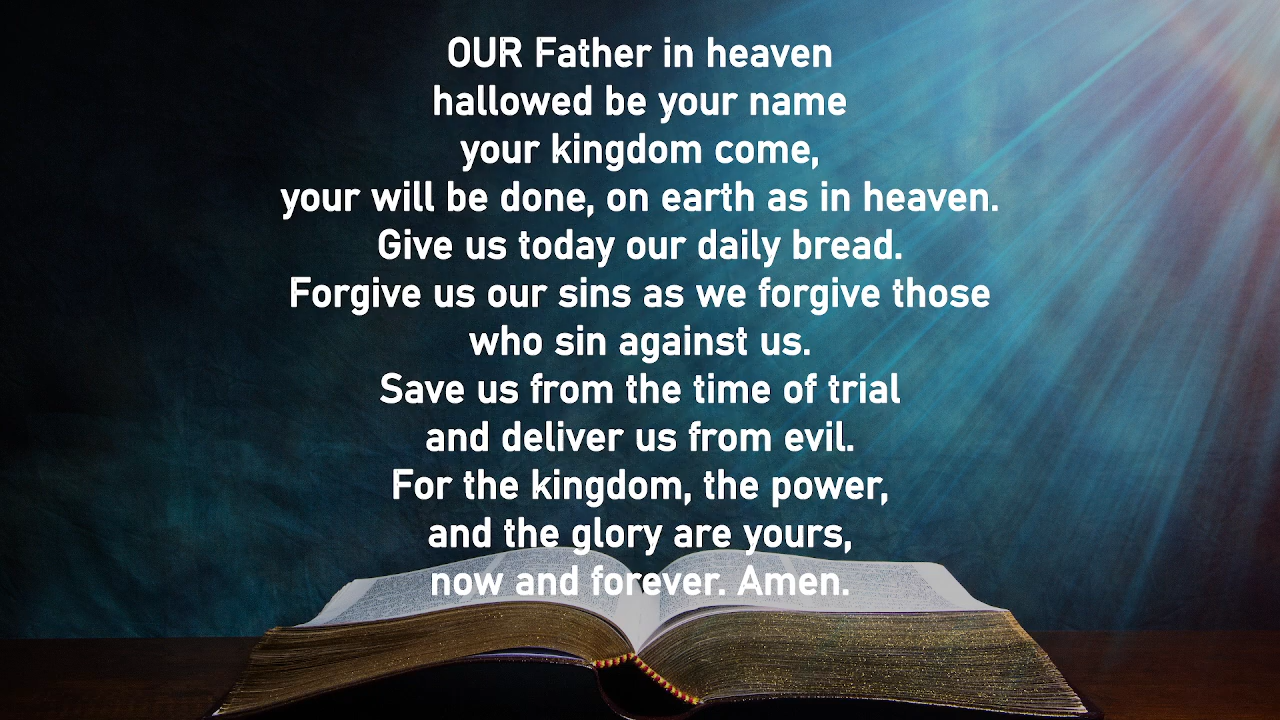 OUR Father in heaven
hallowed be your name
your kingdom come,
your will be done, on earth as in heaven.
Give us today our daily bread.
Forgive us our sins as we forgive those
who sin against us.
Save us from the time of trial
and deliver us from evil.
For the kingdom, the power,
and the glory are yours,
now and forever. Amen.